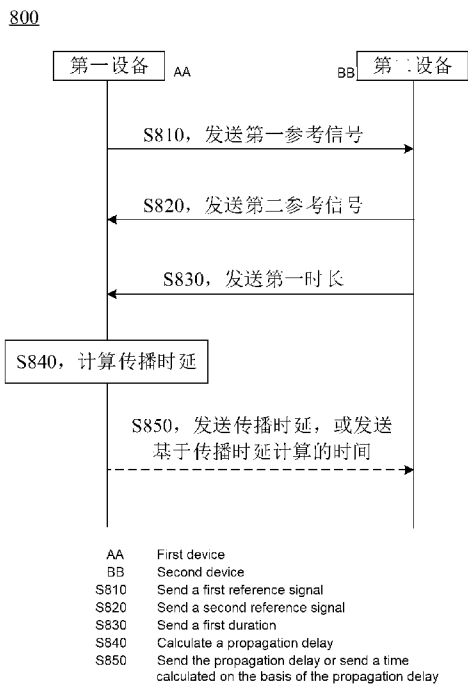 800
第一设备 AA BB 第二设备
S810，发送第一参考信号
S820，发送第二参考信号
S830，发送第一时长
S840，计算传播时延
S850，发送传播时延，或发送
基于传播时延计算的时间
AA First device
BB Second device
S810 Send a first reference signal
S820 Send a second reference signal
S830 Send a first duration
S840 Calculate a propagation delay
S850 Send the propagation delay or send a time
calculated on the basis of the propagation delay